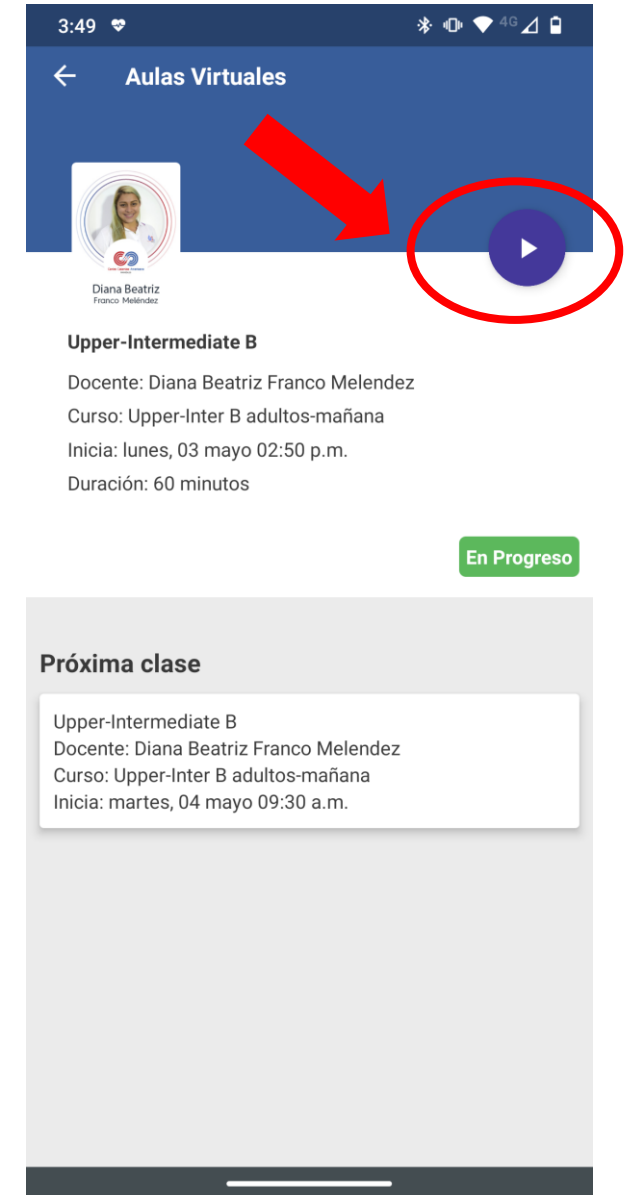 3:49
4G
Aulas Virtuales
Diana Beatriz
Franco Meléndez
Upper-Intermediate B
Docente: Diana Beatriz Franco Melendez
Curso: Upper-Inter B adultos-mañana
Inicia: lunes, 03 mayo 02:50 p.m.
Duración: 60 minutos
En Progreso
Próxima clase
Upper-Intermediate B
Docente: Diana Beatriz Franco Melendez
Curso: Upper-Inter B adultos-mañana
Inicia: martes, 04 mayo 09:30 a.m.